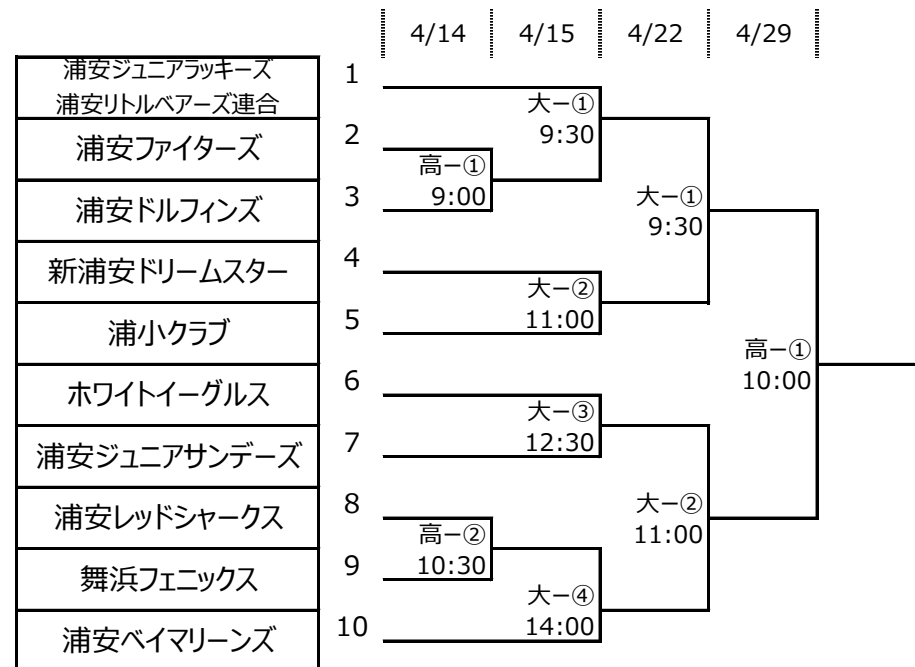 4/14 4/15 4/22 4/29
浦安ジュニアラッキーズ
浦安リトルベアーズ連合
1
浦安ファイターズ
2
浦安ドルフィンズ
3
新浦安ドリームスター
4
浦小クラブ
5
ホワイトイーグルス
6
浦安ジュニアサンデーズ
7
浦安レッドシャークス
8
舞浜フェニックス
9
浦安ベイマリーンズ
10
高ー①
9:00
高ー②
10:30
大ー①
9:30
大ー②
11:00
大ー③
12:30
大ー④
14:00
大ー①
9:30
大ー②
11:00
高ー①
10:00